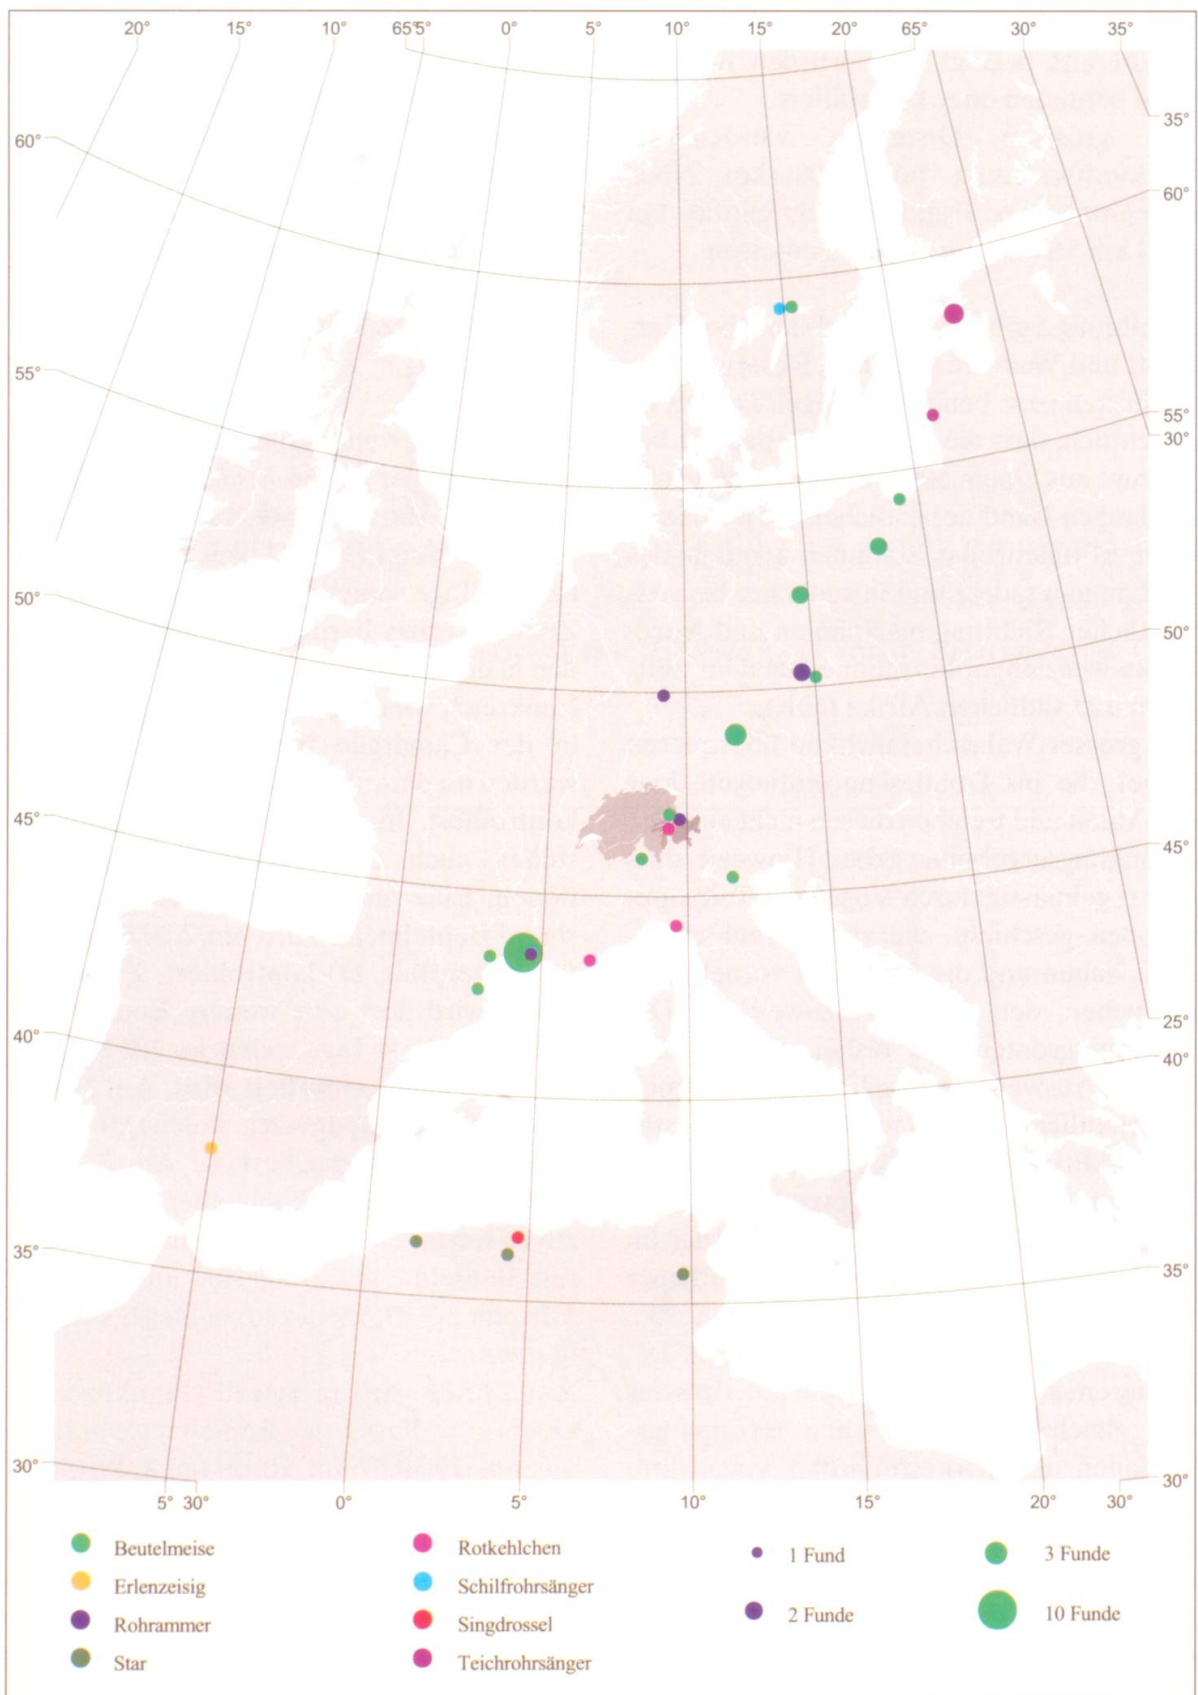 20° 15° 10° 65° 5° 0° 5° 10° 15° 20° 65° 30° 35°
35°
60°
60°
55°
55°
30°
50°
50°
45°
45°
25°
40°
40°
35°
35°
30°
30°
5° 30° 0° 5° 10° 15° 20° 30°
Beutelmeise
Erlenzeisig
Rohrammer
Star
Rotkehlchen
Schilfrohrsänger
Singdrossel
Teichrohrsänger
1 Fund
2 Funde
3 Funde
10 Funde